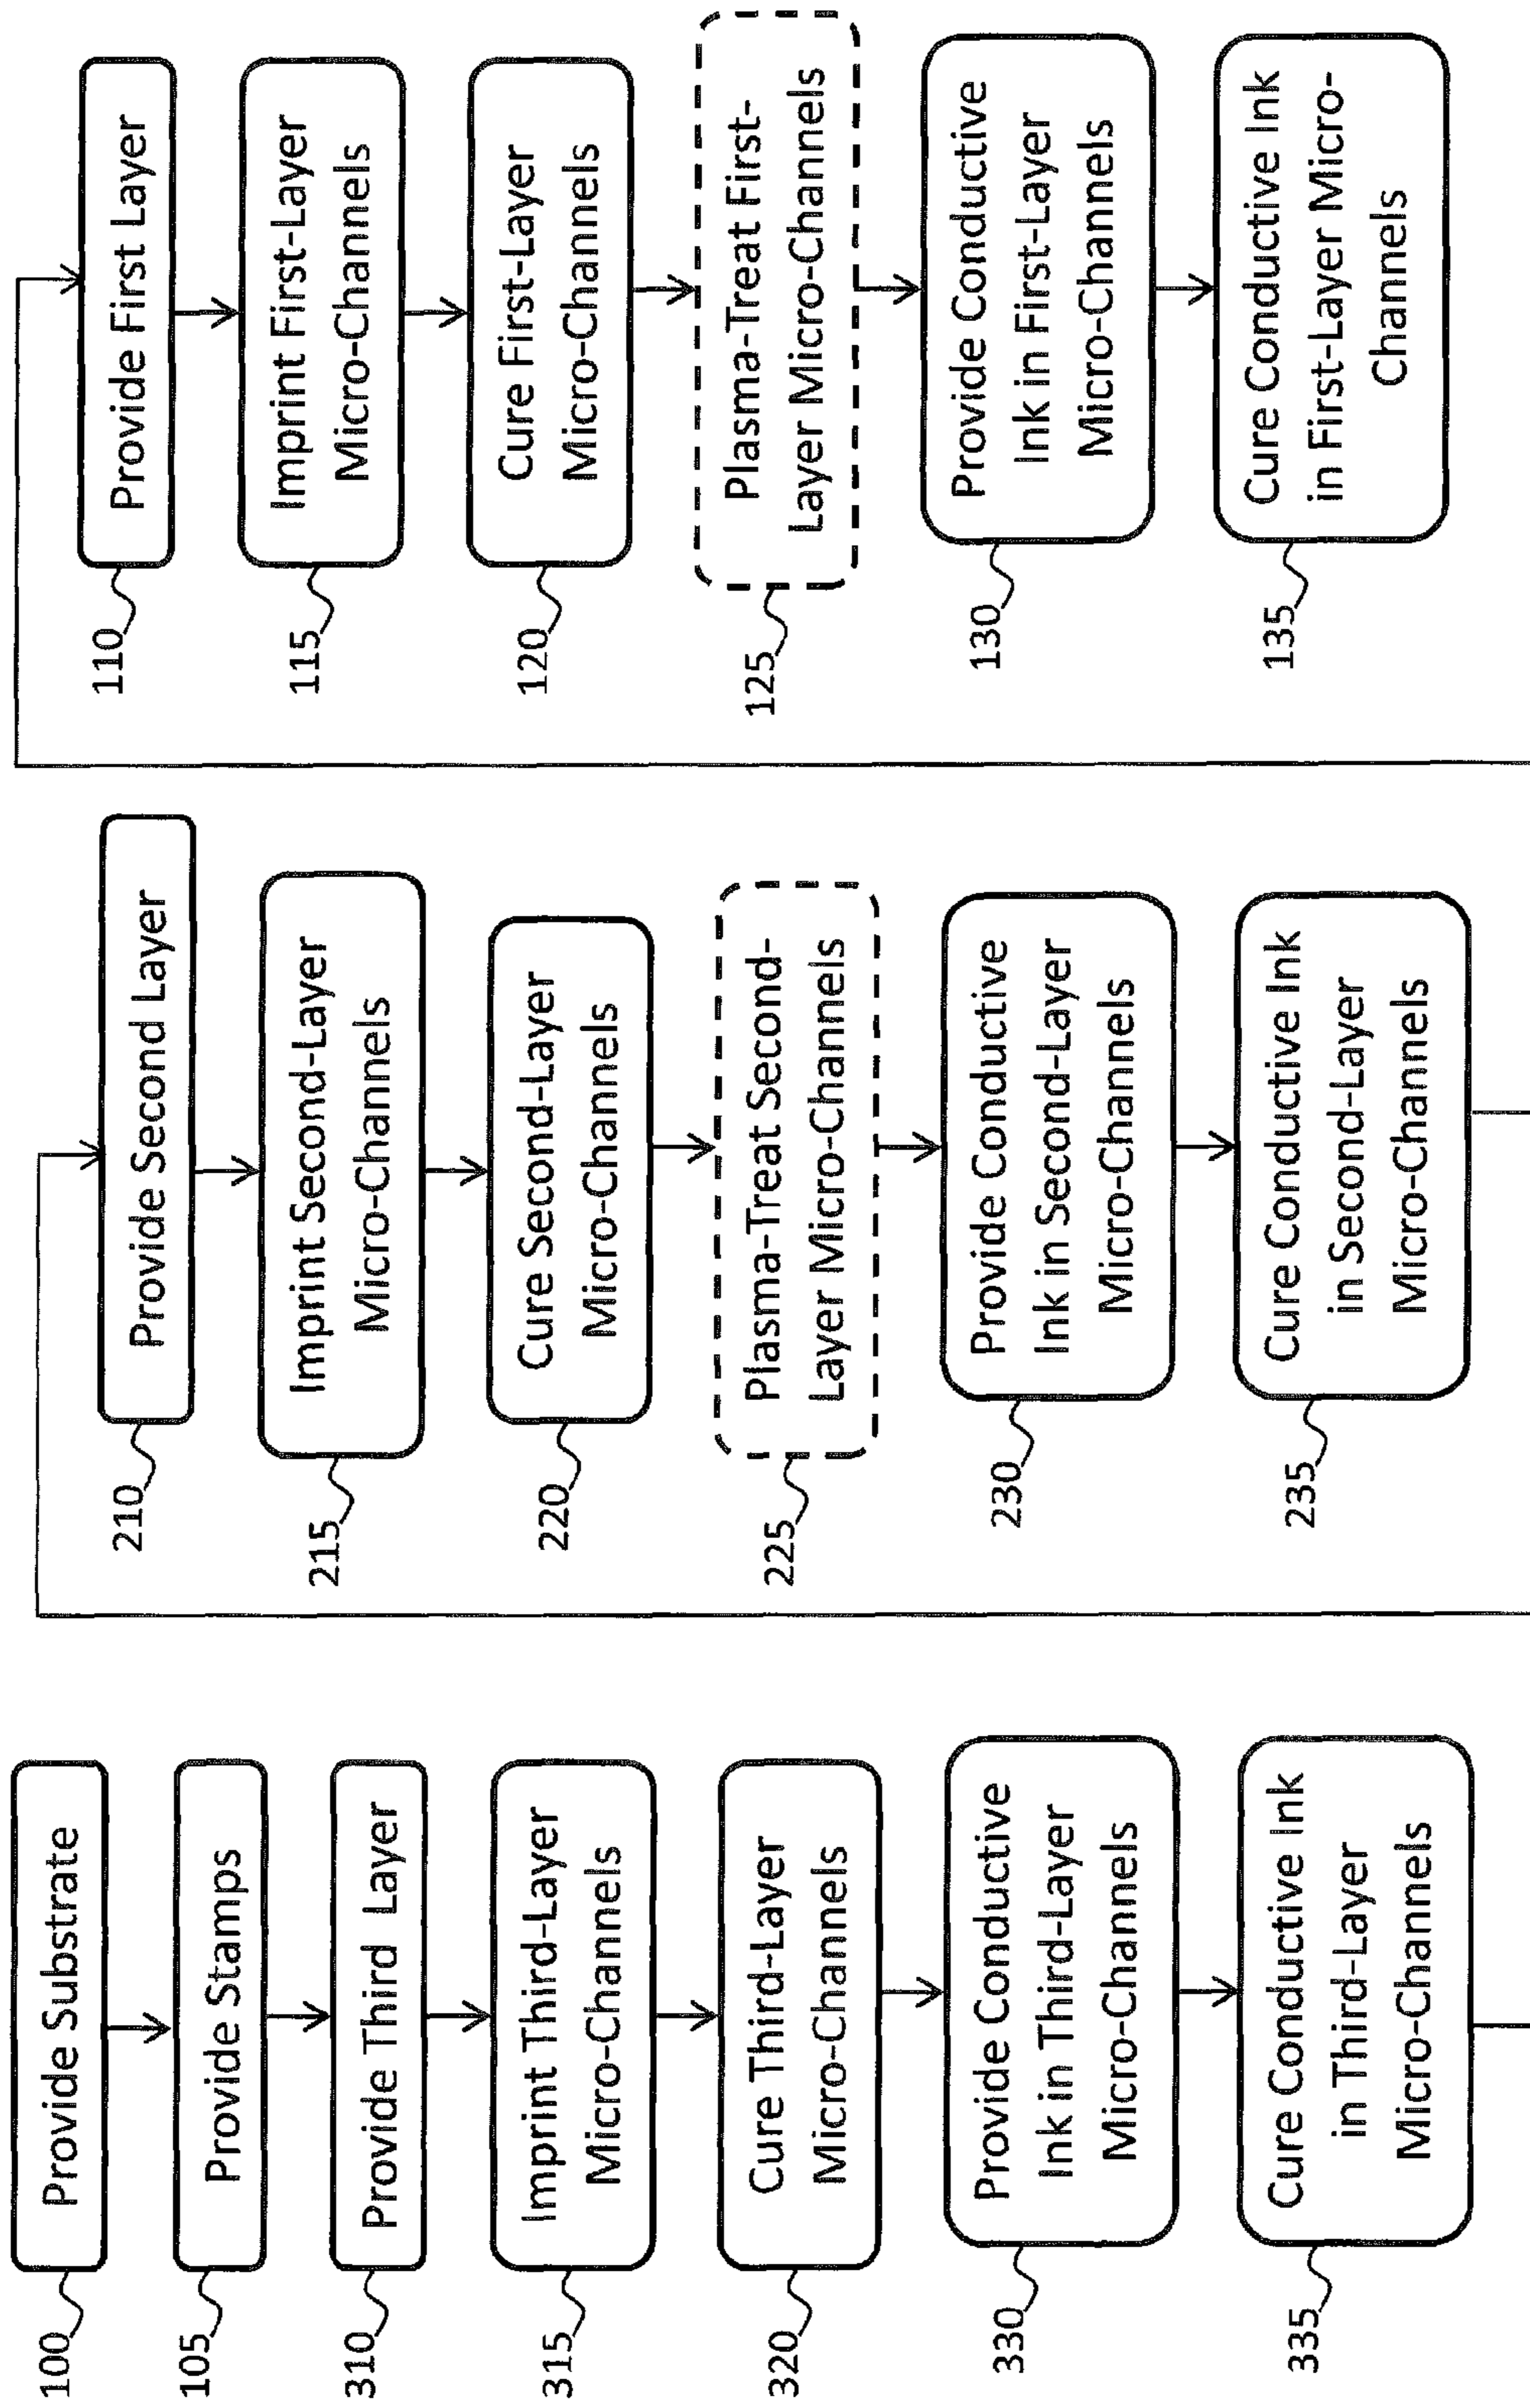 100
Provide Substrate
105
Provide Stamps
310
Provide Third Layer
315
Imprint Third-Layer
Micro-Channels
320
Cure Third-Layer
Micro-Channels
330
Provide Conductive
Ink in Third-Layer
Micro-Channels
335
Cure Conductive Ink
in Third-Layer
Micro-Channels
210
Provide Second Layer
215
Imprint Second-Layer
Micro-Channels
220
Cure Second-Layer
Micro-Channels
225
Plasma-Treat Second-
Layer Micro-Channels
230
Provide Conductive
Ink in Second-Layer
Micro-Channels
235
Cure Conductive Ink
in Second-Layer
Micro-Channels
110
Provide First Layer
115
Imprint First-Layer
Micro-Channels
120
Cure First-Layer
Micro-Channels
125
Plasma-Treat First-
Layer Micro-Channels
130
Provide Conductive
Ink in First-Layer
Micro-Channels
135
Cure Conductive Ink
in First-Layer Micro-
Channels